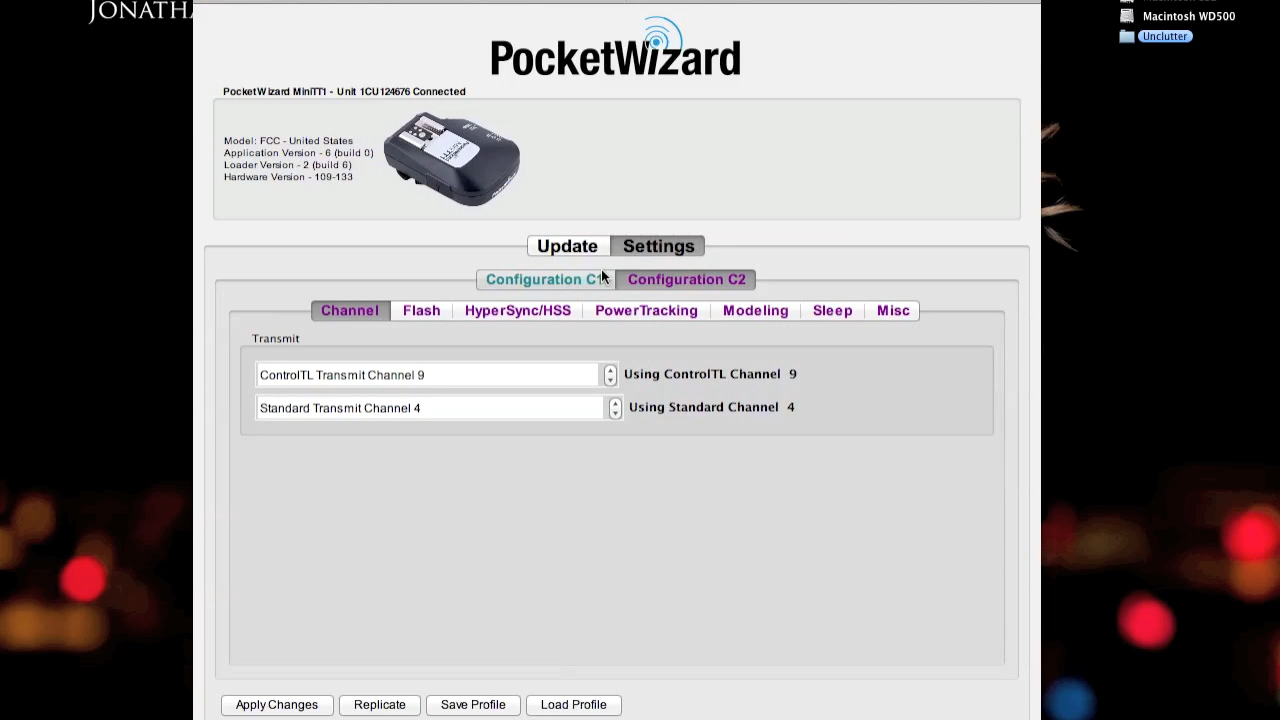 JONATHA
Macintosh WD500
Unclutter
PocketWizard
PocketWizard MiniTT1 - Unit 1CU124676 Connected
Model: FCC - United States
Application Version - 6 (build 0)
Loader Version - 2 (build 6)
Hardware Version - 109-133
Update Settings
Configuration C1 Configuration C2
Channel Flash HyperSync/HSS PowerTracking Modeling Sleep Misc
Transmit
ControlTL Transmit Channel 9 Using ControlTL Channel 9
Standard Transmit Channel 4 Using Standard Channel 4
Apply Changes Replicate Save Profile Load Profile